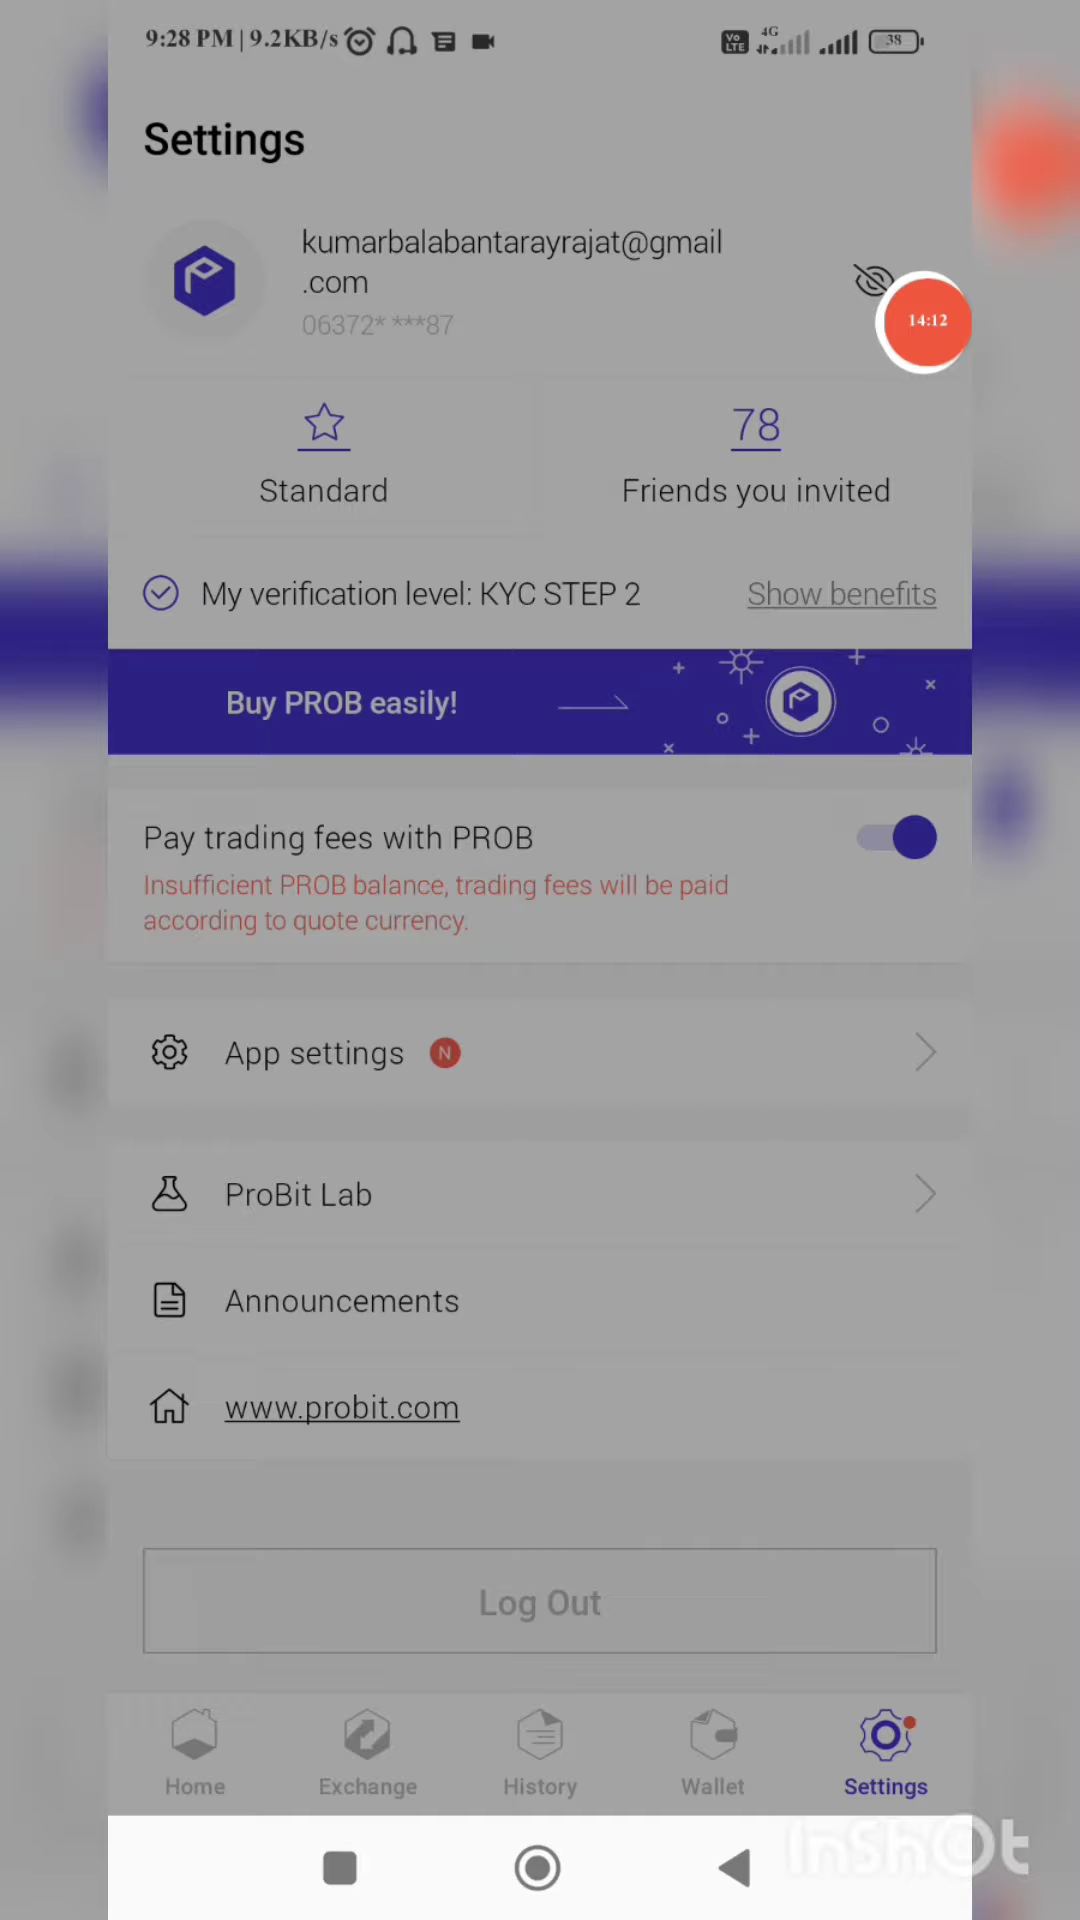 9:28 PM | 9.2KB/s
Vo LTE 4G 38
Settings
kumarbalabantarayrajat@gmail
.com
06372* ***87
14:12
Standard
78
Friends you invited
My verification level: KYC STEP 2 Show benefits
Buy PROB easily!
Pay trading fees with PROB
Insufficient PROB balance, trading fees will be paid
according to quote currency.
App settings N
ProBit Lab
Announcements
www.probit.com
Log Out
Home Exchange History Wallet Settings
InShOt